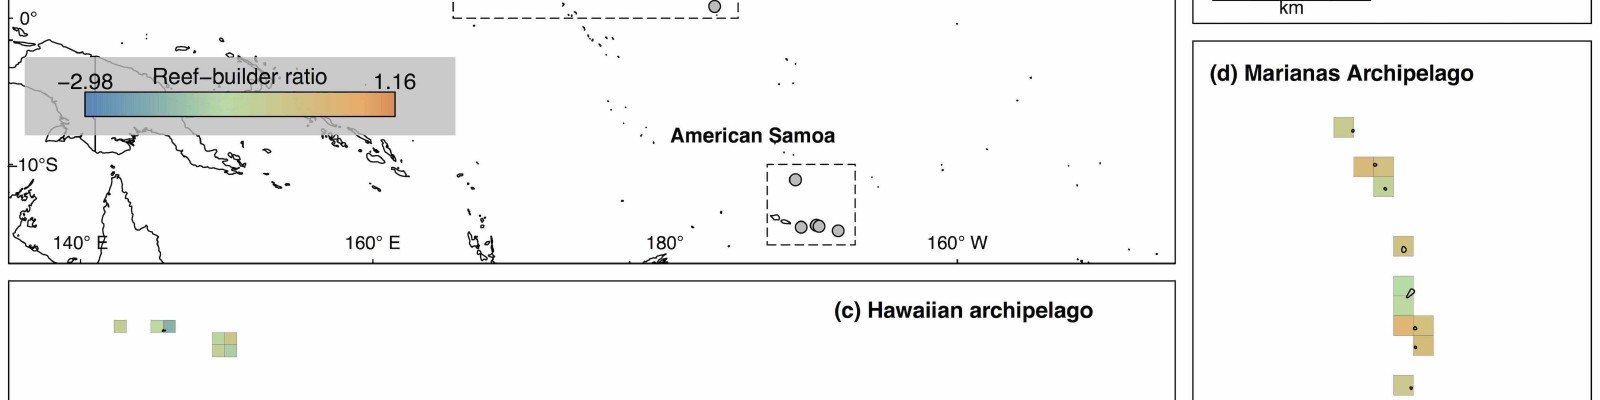 0°
km
Reef–builder ratio
−2.98
1.16
(d) Marianas Archipelago
American Samoa
10°S
140° E
160° E
180°
160° W
(c) Hawaiian archipelago